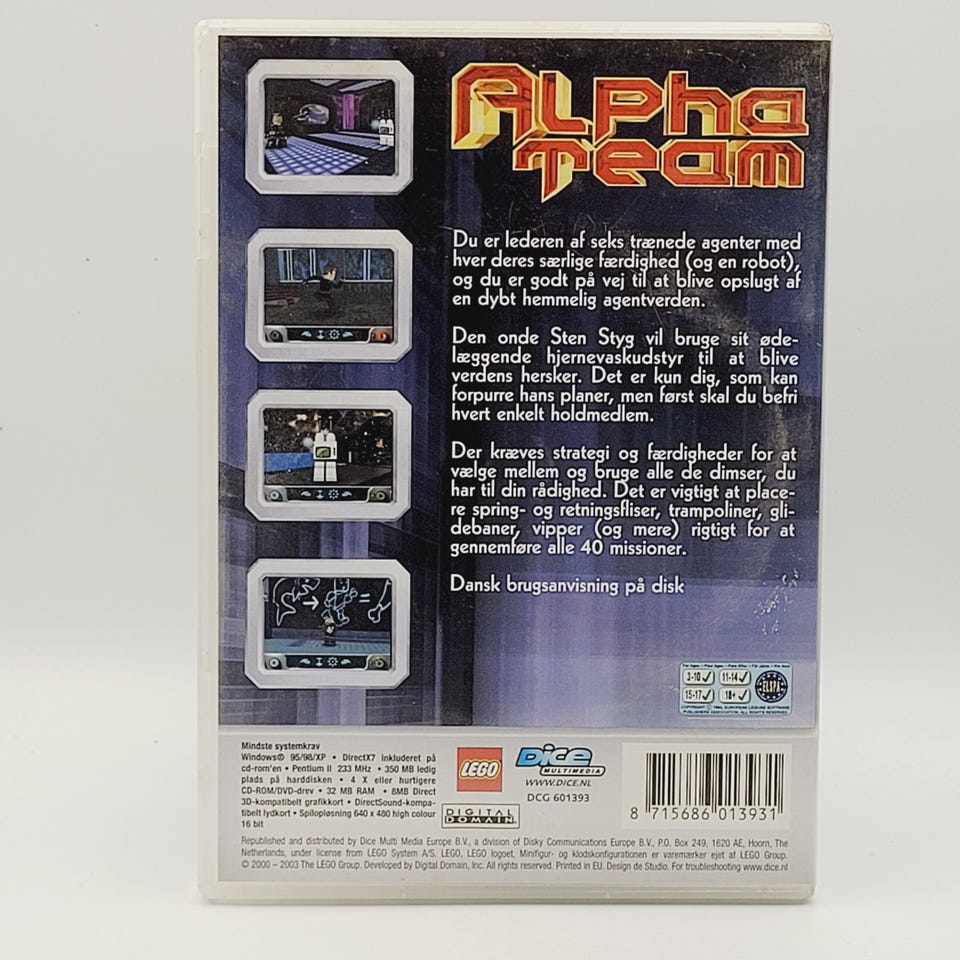 Alpha
Team
Du er lederen af seks trænede agenter med
hver deres særlige færdighed (og en robot),
og du er godt på vej til at blive opslugt af
en dybt hemmelig agentverden.
Den onde Sten Styg vil bruge sit øde-
læggende hjernevaskudstyr til at blive
verdens hersker. Det er kun dig, som kan
forpurre hans planer, men først skal du befri
hvert enkelt holdmedlem.
Der kræves strategi og færdigheder for at
vælge mellem og bruge alle de dimser, du
har til din rådighed. Det er vigtigt at place-
re spring- og retningsfliser, trampoliner, gli-
debaner, vipper (og mere) rigtigt for at
gennemføre alle 40 missioner.
Dansk brugsanvisning på disk
3-10 11-14
15-17 18+
ELSPA
COPYRIGHT © 1994, EUROPEAN LEISURE SOFTWARE
PUBLISHERS ASSOCIATION. ALL RIGHTS RESERVED.
Mindste systemkrav
Windows® 95/98/XP • DirectX7 inkluderet på
cd-rom'en • Pentium II 233 MHz • 350 MB ledig
plads på harddisken • 4 X eller hurtigere
CD-ROM/DVD-drev • 32 MB RAM • 8MB Direct
3D-kompatibelt grafikkort • DirectSound-kompa-
tibelt lydkort • Spilopløsning 640 x 480 high colour
16 bit
LEGO
DIGITAL
DOMAIN
Dice
MULTIMEDIA
WWW.DICE.NL
DCG 601393
8 715686 013931
Republished and distributed by Dice Multi Media Europe B.V., a division of Disky Communications Europe B.V., P.O. Box 249, 1620 AE, Hoorn, The
Netherlands, under license from LEGO System A/S. LEGO, LEGO logoet, Minifigur- og klodskonfigurationen er varemærker ejet af LEGO Group.
© 2000 – 2003 The LEGO Group. Developed by Digital Domain, Inc. All rights reserved. Printed in EU. Design de Studio. For troubleshooting www.dice.nl